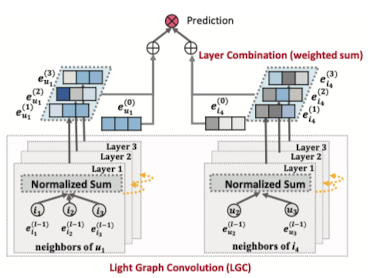 Prediction
Layer Combination (weighted sum)
e_{u_1}^{(3)}
e_{u_1}^{(2)}
e_{u_1}^{(1)}
e_{u_1}^{(0)}
e_{i_4}^{(0)}
e_{i_4}^{(3)}
e_{i_4}^{(2)}
e_{i_4}^{(1)}
Layer 3
Layer 2
Layer 1
Normalized Sum
i_1 i_2 i_3
e_{i_1}^{(l-1)} e_{i_2}^{(l-1)} e_{i_3}^{(l-1)}
neighbors of u_1
Layer 3
Layer 2
Layer 1
Normalized Sum
u_2 u_3
e_{u_2}^{(l-1)} e_{u_3}^{(l-1)}
neighbors of i_4
Light Graph Convolution (LGC)